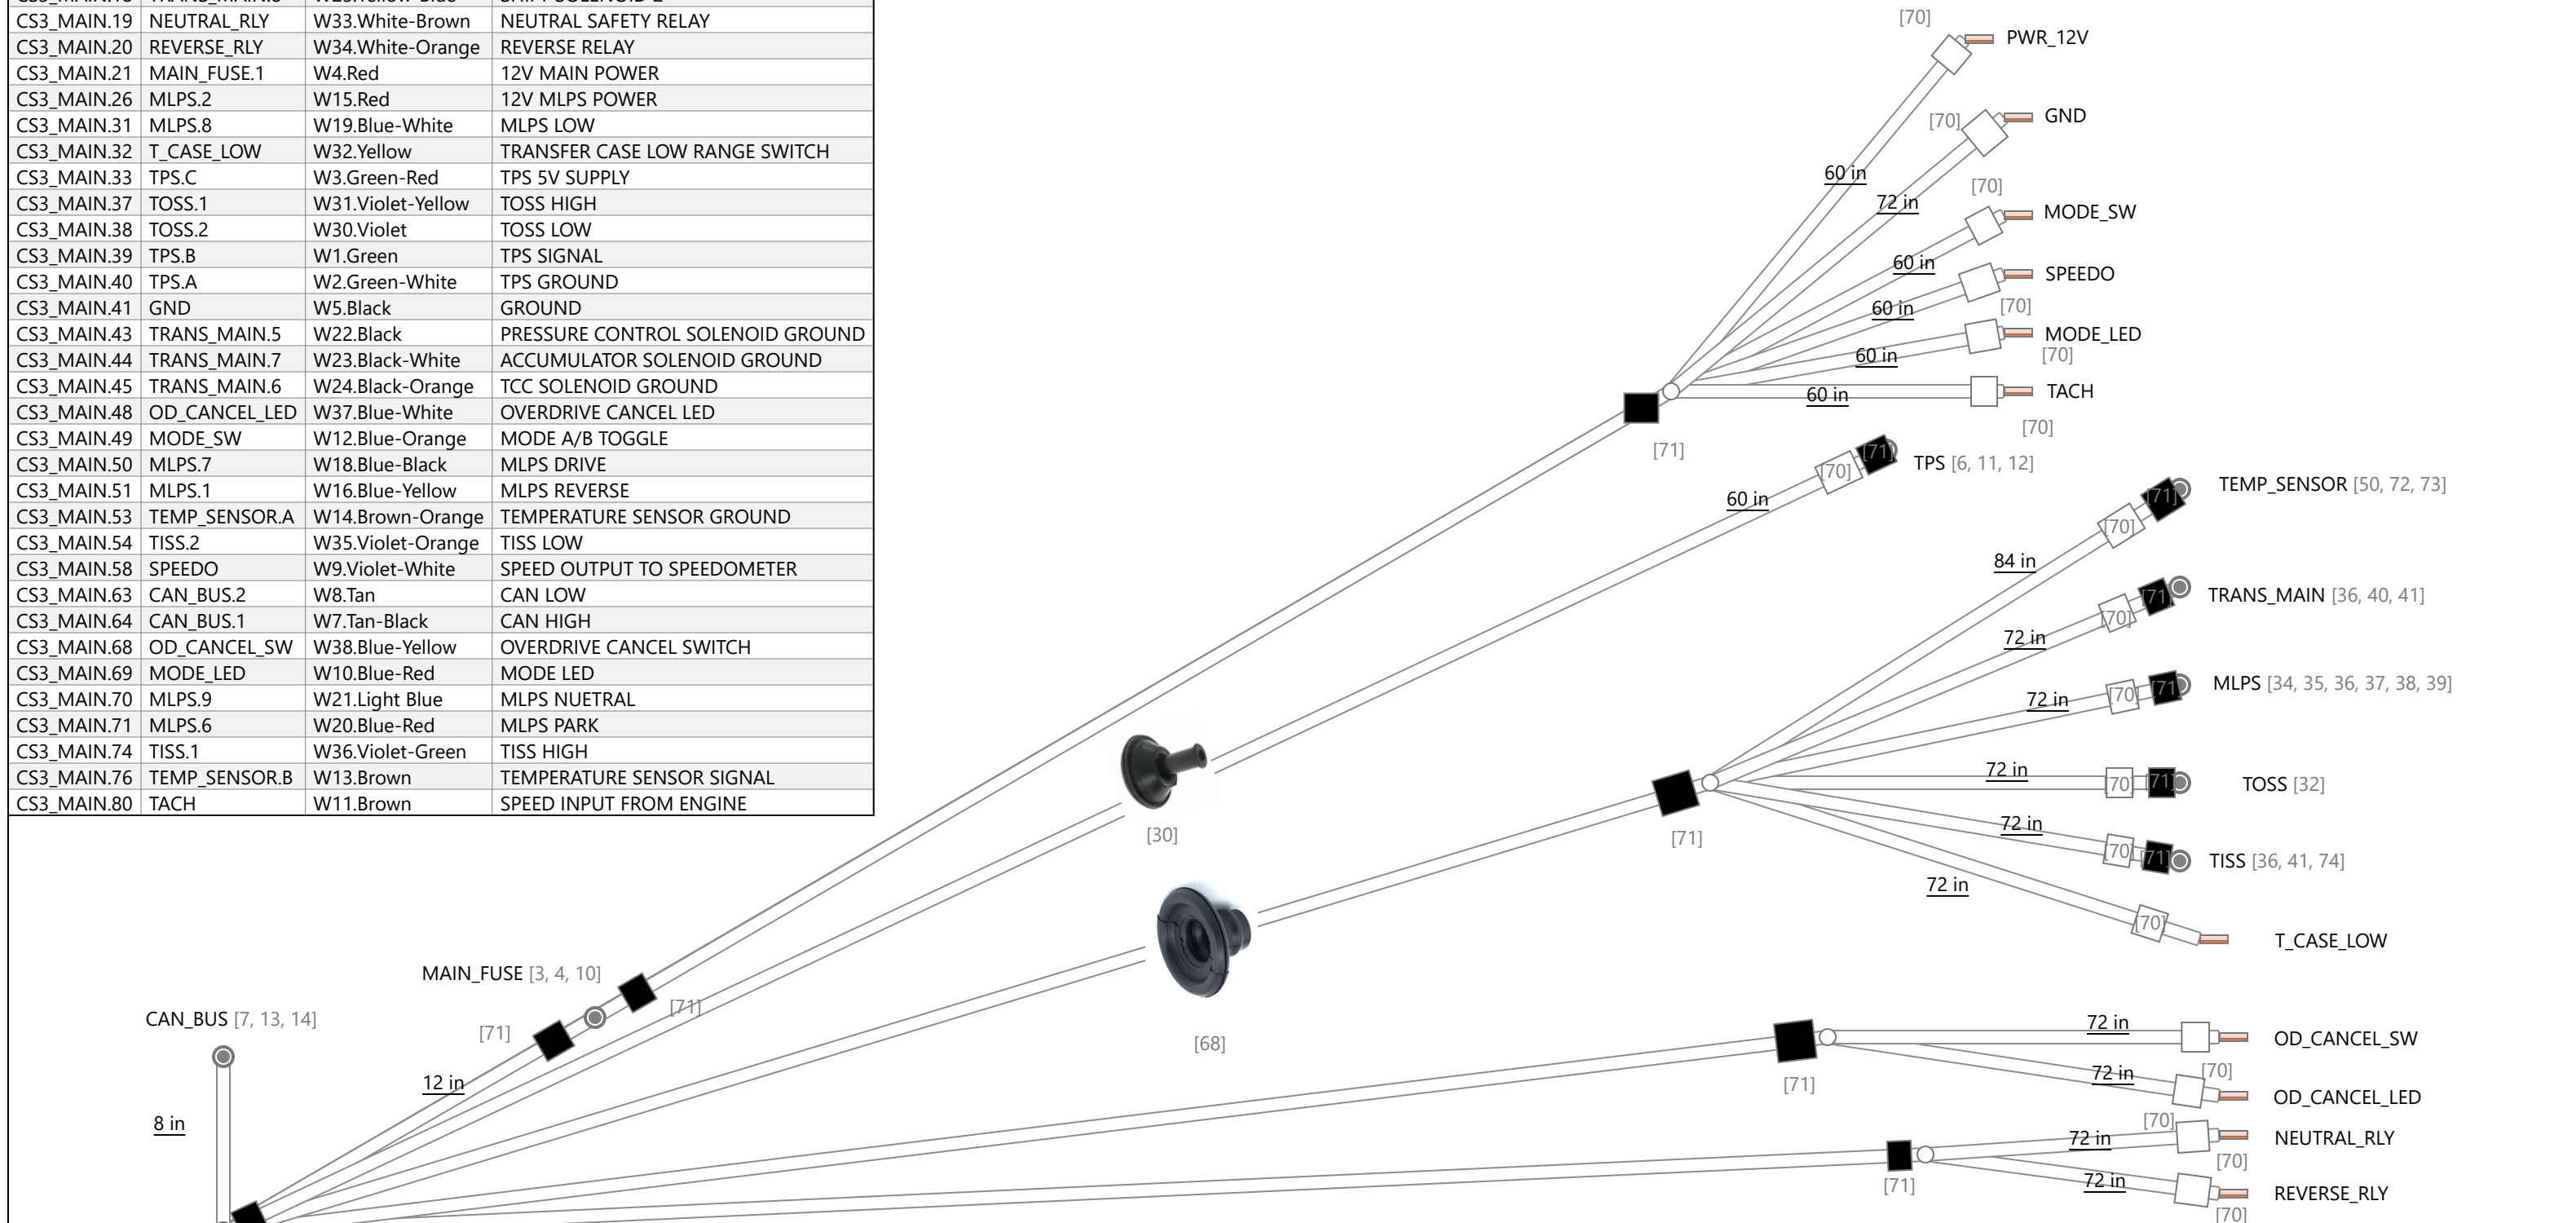 CS3_MAIN.19 NEUTRAL_RLY W33.White-Brown NEUTRAL SAFETY RELAY
CS3_MAIN.20 REVERSE_RLY W34.White-Orange REVERSE RELAY
CS3_MAIN.21 MAIN_FUSE.1 W4.Red 12V MAIN POWER
CS3_MAIN.26 MLPS.2 W15.Red 12V MLPS POWER
CS3_MAIN.31 MLPS.8 W19.Blue-White MLPS LOW
CS3_MAIN.32 T_CASE_LOW W32.Yellow TRANSFER CASE LOW RANGE SWITCH
CS3_MAIN.33 TPS.C W3.Green-Red TPS 5V SUPPLY
CS3_MAIN.37 TOSS.1 W31.Violet-Yellow TOSS HIGH
CS3_MAIN.38 TOSS.2 W30.Violet TOSS LOW
CS3_MAIN.39 TPS.B W1.Green TPS SIGNAL
CS3_MAIN.40 TPS.A W2.Green-White TPS GROUND
CS3_MAIN.41 GND W5.Black GROUND
CS3_MAIN.43 TRANS_MAIN.5 W22.Black PRESSURE CONTROL SOLENOID GROUND
CS3_MAIN.44 TRANS_MAIN.7 W23.Black-White ACCUMULATOR SOLENOID GROUND
CS3_MAIN.45 TRANS_MAIN.6 W24.Black-Orange TCC SOLENOID GROUND
CS3_MAIN.48 OD_CANCEL_LED W37.Blue-White OVERDRIVE CANCEL LED
CS3_MAIN.49 MODE_SW W12.Blue-Orange MODE A/B TOGGLE
CS3_MAIN.50 MLPS.7 W18.Blue-Black MLPS DRIVE
CS3_MAIN.51 MLPS.1 W16.Blue-Yellow MLPS REVERSE
CS3_MAIN.53 TEMP_SENSOR.A W14.Brown-Orange TEMPERATURE SENSOR GROUND
CS3_MAIN.54 TISS.2 W35.Violet-Orange TISS LOW
CS3_MAIN.58 SPEEDO W9.Violet-White SPEED OUTPUT TO SPEEDOMETER
CS3_MAIN.63 CAN_BUS.2 W8.Tan CAN LOW
CS3_MAIN.64 CAN_BUS.1 W7.Tan-Black CAN HIGH
CS3_MAIN.68 OD_CANCEL_SW W38.Blue-Yellow OVERDRIVE CANCEL SWITCH
CS3_MAIN.69 MODE_LED W10.Blue-Red MODE LED
CS3_MAIN.70 MLPS.9 W21.Light Blue MLPS NUETRAL
CS3_MAIN.71 MLPS.6 W20.Blue-Red MLPS PARK
CS3_MAIN.74 TISS.1 W36.Violet-Green TISS HIGH
CS3_MAIN.76 TEMP_SENSOR.B W13.Brown TEMPERATURE SENSOR SIGNAL
CS3_MAIN.80 TACH W11.Brown SPEED INPUT FROM ENGINE
[70]
PWR_12V
[70]
GND
60 in
[70]
72 in
MODE_SW
60 in
SPEEDO
[70]
60 in
MODE_LED
[70]
60 in
TACH
60 in
[70]
[71]
[71]
TPS [6, 11, 12]
[70]
60 in
TEMP_SENSOR [50, 72, 73]
[71]
[70]
84 in
TRANS_MAIN [36, 40, 41]
[71]
[70]
72 in
MLPS [34, 35, 36, 37, 38, 39]
[71]
[70]
72 in
72 in
[70]
[71]
TOSS [32]
72 in
[71]
[30]
[70]
[71]
TISS [36, 41, 74]
72 in
[70]
T_CASE_LOW
MAIN_FUSE [3, 4, 10]
[71]
CAN_BUS [7, 13, 14]
[71]
[68]
12 in
8 in
72 in
OD_CANCEL_SW
[70]
72 in
[71]
OD_CANCEL_LED
[70]
72 in
NEUTRAL_RLY
[70]
72 in
[71]
REVERSE_RLY
[70]